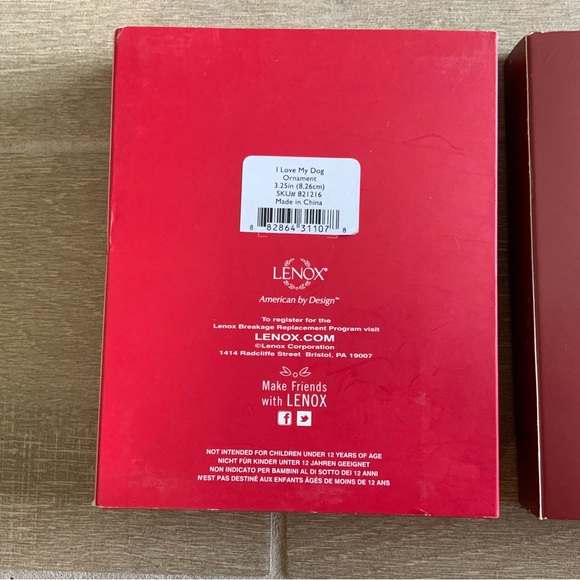 I Love My Dog
Ornament
3.25in (8.26cm)
SKU# 821216
Made in China
8 82864 31107 8
LENOX®
American by Design™
To register for the
Lenox Breakage Replacement Program visit
LENOX.COM
©Lenox Corporation
1414 Radcliffe Street Bristol, PA 19007
Make Friends
with LENOX
f
NOT INTENDED FOR CHILDREN UNDER 12 YEARS OF AGE
NICHT FÜR KINDER UNTER 12 JAHREN GEEIGNET
NON INDICATO PER BAMBINI AL DI SOTTO DEI 12 ANNI
N'EST PAS DESTINÉ AUX ENFANTS ÂGÉS DE MOINS DE 12 ANS